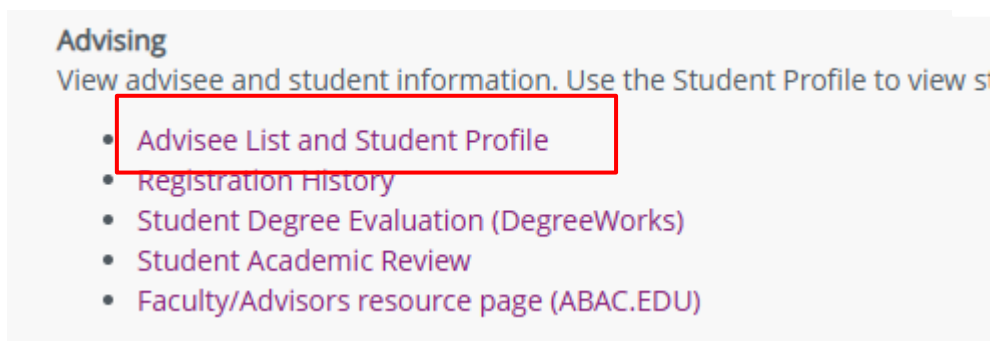 Advising
View advisee and student information. Use the Student Profile to view
• Advisee List and Student Profile
• Registration History
• Student Degree Evaluation (DegreeWorks)
• Student Academic Review
• Faculty/Advisors resource page (ABAC.EDU)